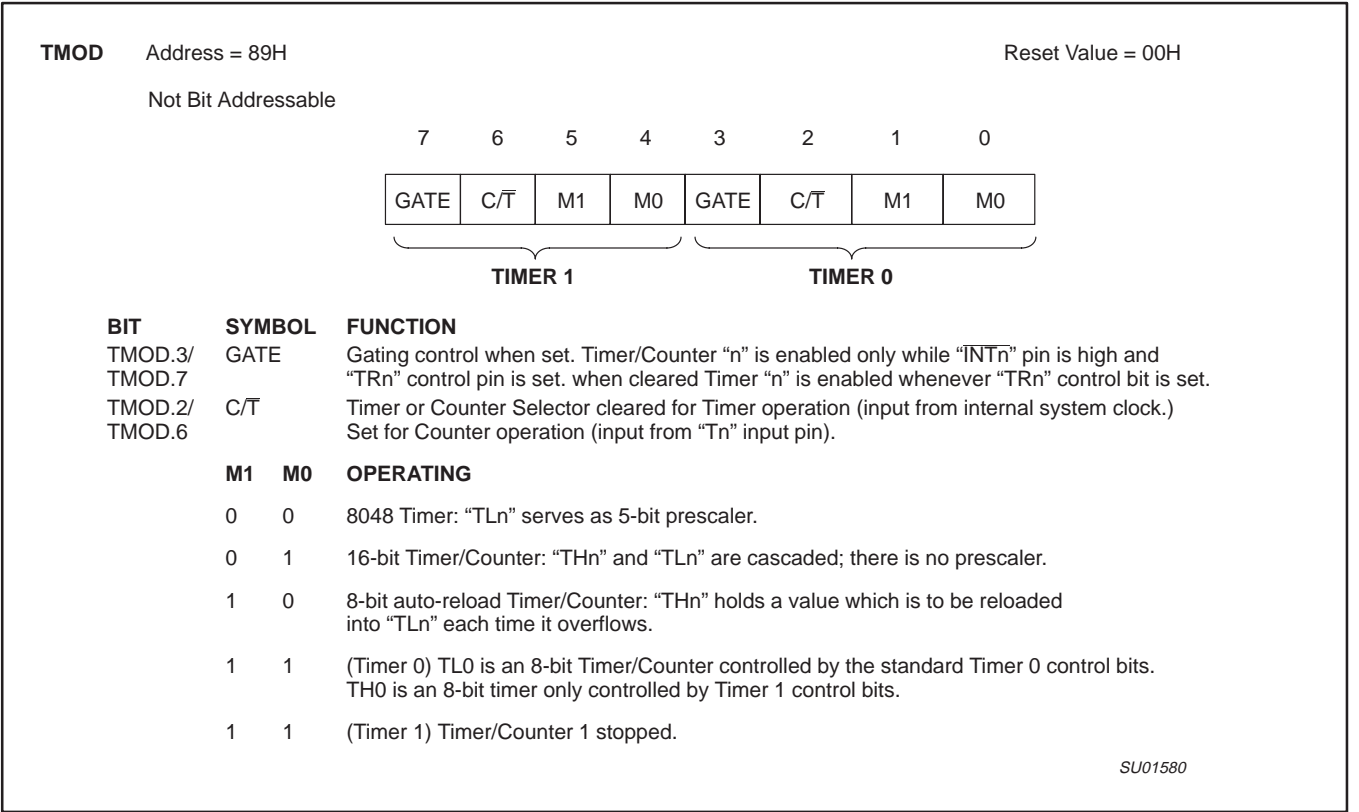 TMOD Address = 89H Reset Value = 00H
Not Bit Addressable
7 6 5 4 3 2 1 0
GATE C/T̅ M1 M0 GATE C/T̅ M1 M0
TIMER 1 TIMER 0
BIT SYMBOL FUNCTION
TMOD.3/ GATE Gating control when set. Timer/Counter “n” is enabled only while “I̅N̅T̅n̅” pin is high and
TMOD.7 “TRn” control pin is set. when cleared Timer “n” is enabled whenever “TRn” control bit is set.
TMOD.2/ C/T̅ Timer or Counter Selector cleared for Timer operation (input from internal system clock.)
TMOD.6 Set for Counter operation (input from “Tn” input pin).
M1 M0 OPERATING
0 0 8048 Timer: “TLn” serves as 5-bit prescaler.
0 1 16-bit Timer/Counter: “THn” and “TLn” are cascaded; there is no prescaler.
1 0 8-bit auto-reload Timer/Counter: “THn” holds a value which is to be reloaded
into “TLn” each time it overflows.
1 1 (Timer 0) TL0 is an 8-bit Timer/Counter controlled by the standard Timer 0 control bits.
TH0 is an 8-bit timer only controlled by Timer 1 control bits.
1 1 (Timer 1) Timer/Counter 1 stopped.
SU01580